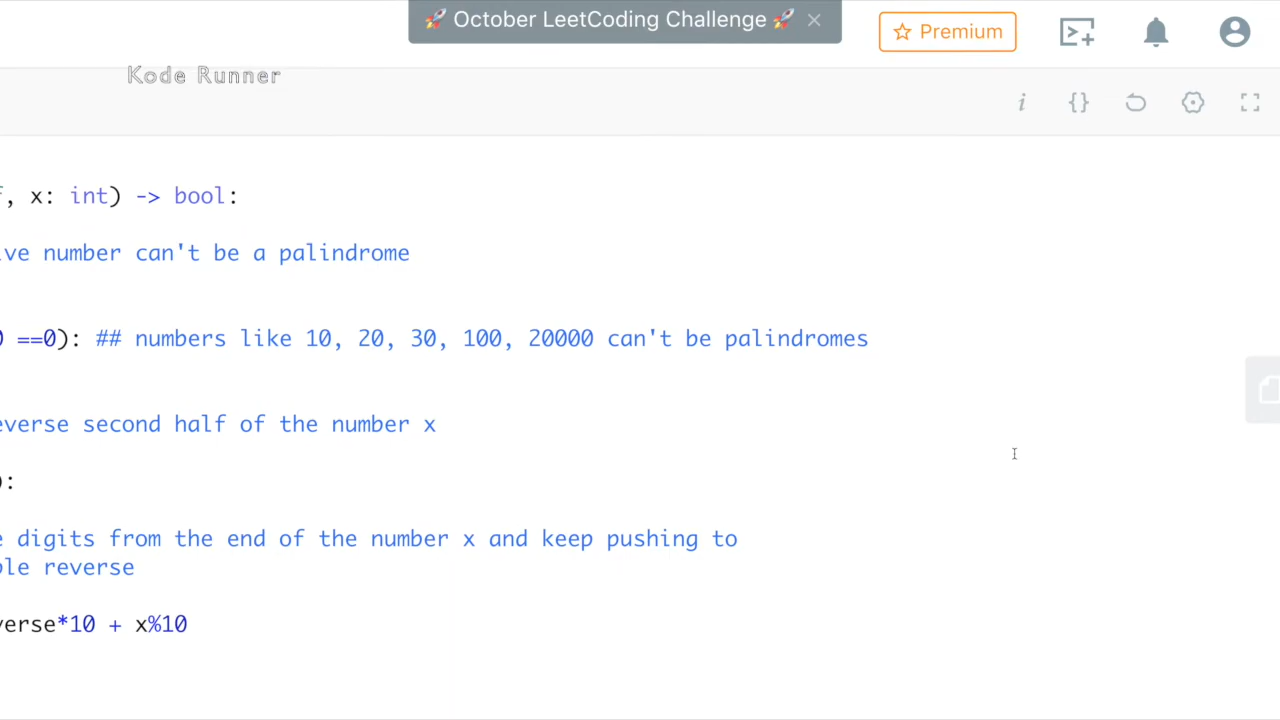 🚀 October LeetCoding Challenge 🚀 ×
Premium
Kode Runner
i {}
, x: int) -> bool:
number can't be a palindrome
==0): ## numbers like 10, 20, 30, 100, 20000 can't be palindromes
everse second half of the number x
):
digits from the end of the number x and keep pushing to
reverse
verse*10 + x%10